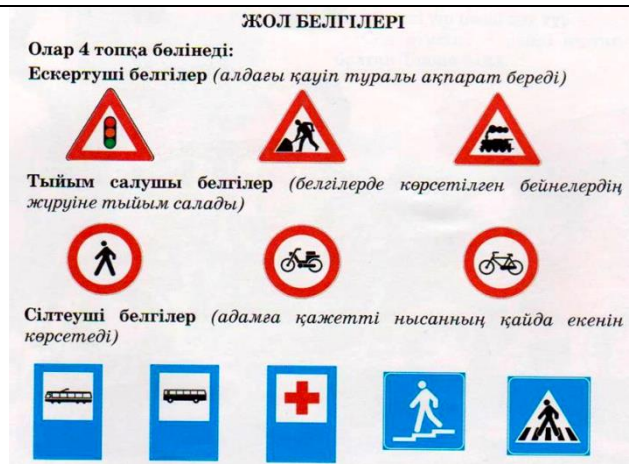 ЖОЛ БЕЛГІЛЕРІ
Олар 4 топқа бөлінеді:
Ескертуші белгілер (алдағы қауіп туралы ақпарат береді)
Тыйым салушы белгілер (белгілерде көрсетілген бейнелердің
жүруіне тыйым салады)
Сілтеуші белгілер (адамға қажетті нысанның қайда екенін
көрсетеді)